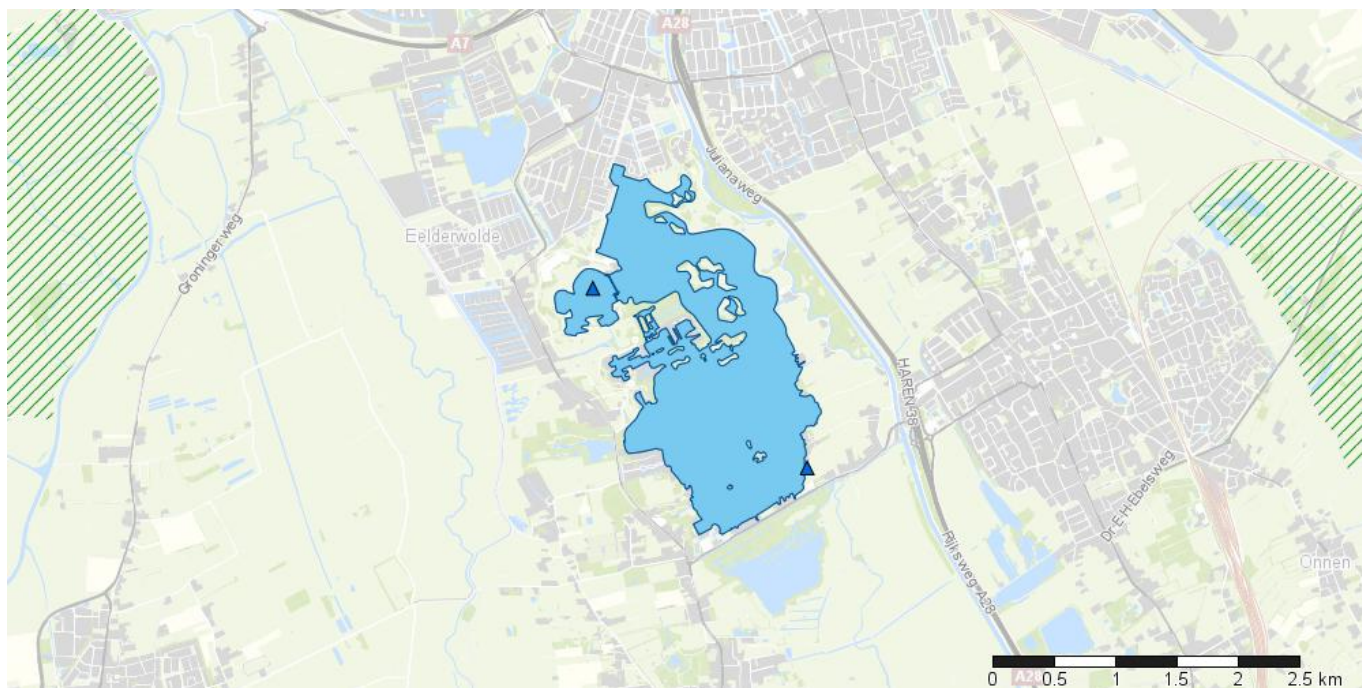 A28
A7
Julianaweg
Groningerweg
Eelderwolde
HAREN 38
Dr E H Ebelsweg
Rijksweg A28
Onnen
A28
0 0.5 1 1.5 2 2.5 km